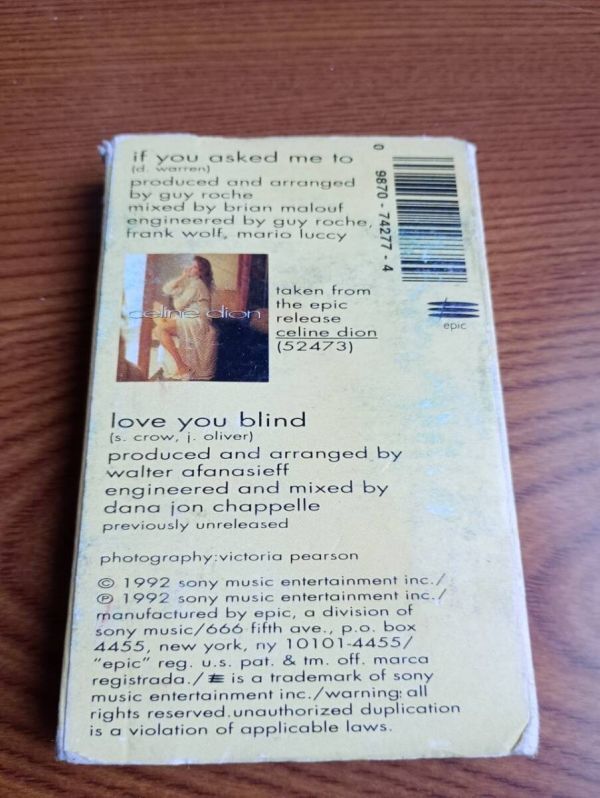 if you asked me to
(d. warren)
produced and arranged
by guy roche
mixed by brian malouf
engineered by guy roche,
frank wolf, mario luccy
0
9870 - 74277 - 4
epic
celine dion
taken from
the epic
release
celine dion
(52473)
love you blind
(s. crow, j. oliver)
produced and arranged by
walter afanasieff
engineered and mixed by
dana jon chappelle
previously unreleased
photography:victoria pearson
© 1992 sony music entertainment inc./
℗ 1992 sony music entertainment inc./
manufactured by epic, a division of
sony music/666 fifth ave., p.o. box
4455, new york, ny 10101-4455/
"epic" reg. u.s. pat. & tm. off. marca
registrada./ is a trademark of sony
music entertainment inc./warning: all
rights reserved.unauthorized duplication
is a violation of applicable laws.